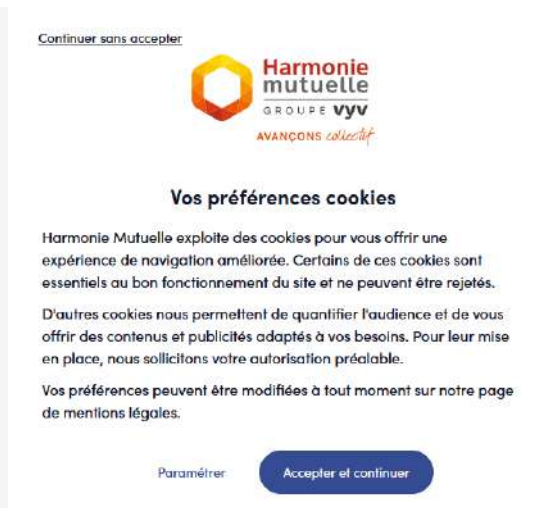 Continuer sans accepter
Harmonie
mutuelle
GROUPE vyv
AVANÇONS collectif
Vos préférences cookies
Harmonie Mutuelle exploite des cookies pour vous offrir une
expérience de navigation améliorée. Certains de ces cookies sont
essentiels au bon fonctionnement du site et ne peuvent être rejetés.
D'autres cookies nous permettent de quantifier l'audience et de vous
offrir des contenus et publicités adaptés à vos besoins. Pour leur mise
en place, nous sollicitons votre autorisation préalable.
Vos préférences peuvent être modifiées à tout moment sur notre page
de mentions légales.
Paramétrer Accepter et continuer